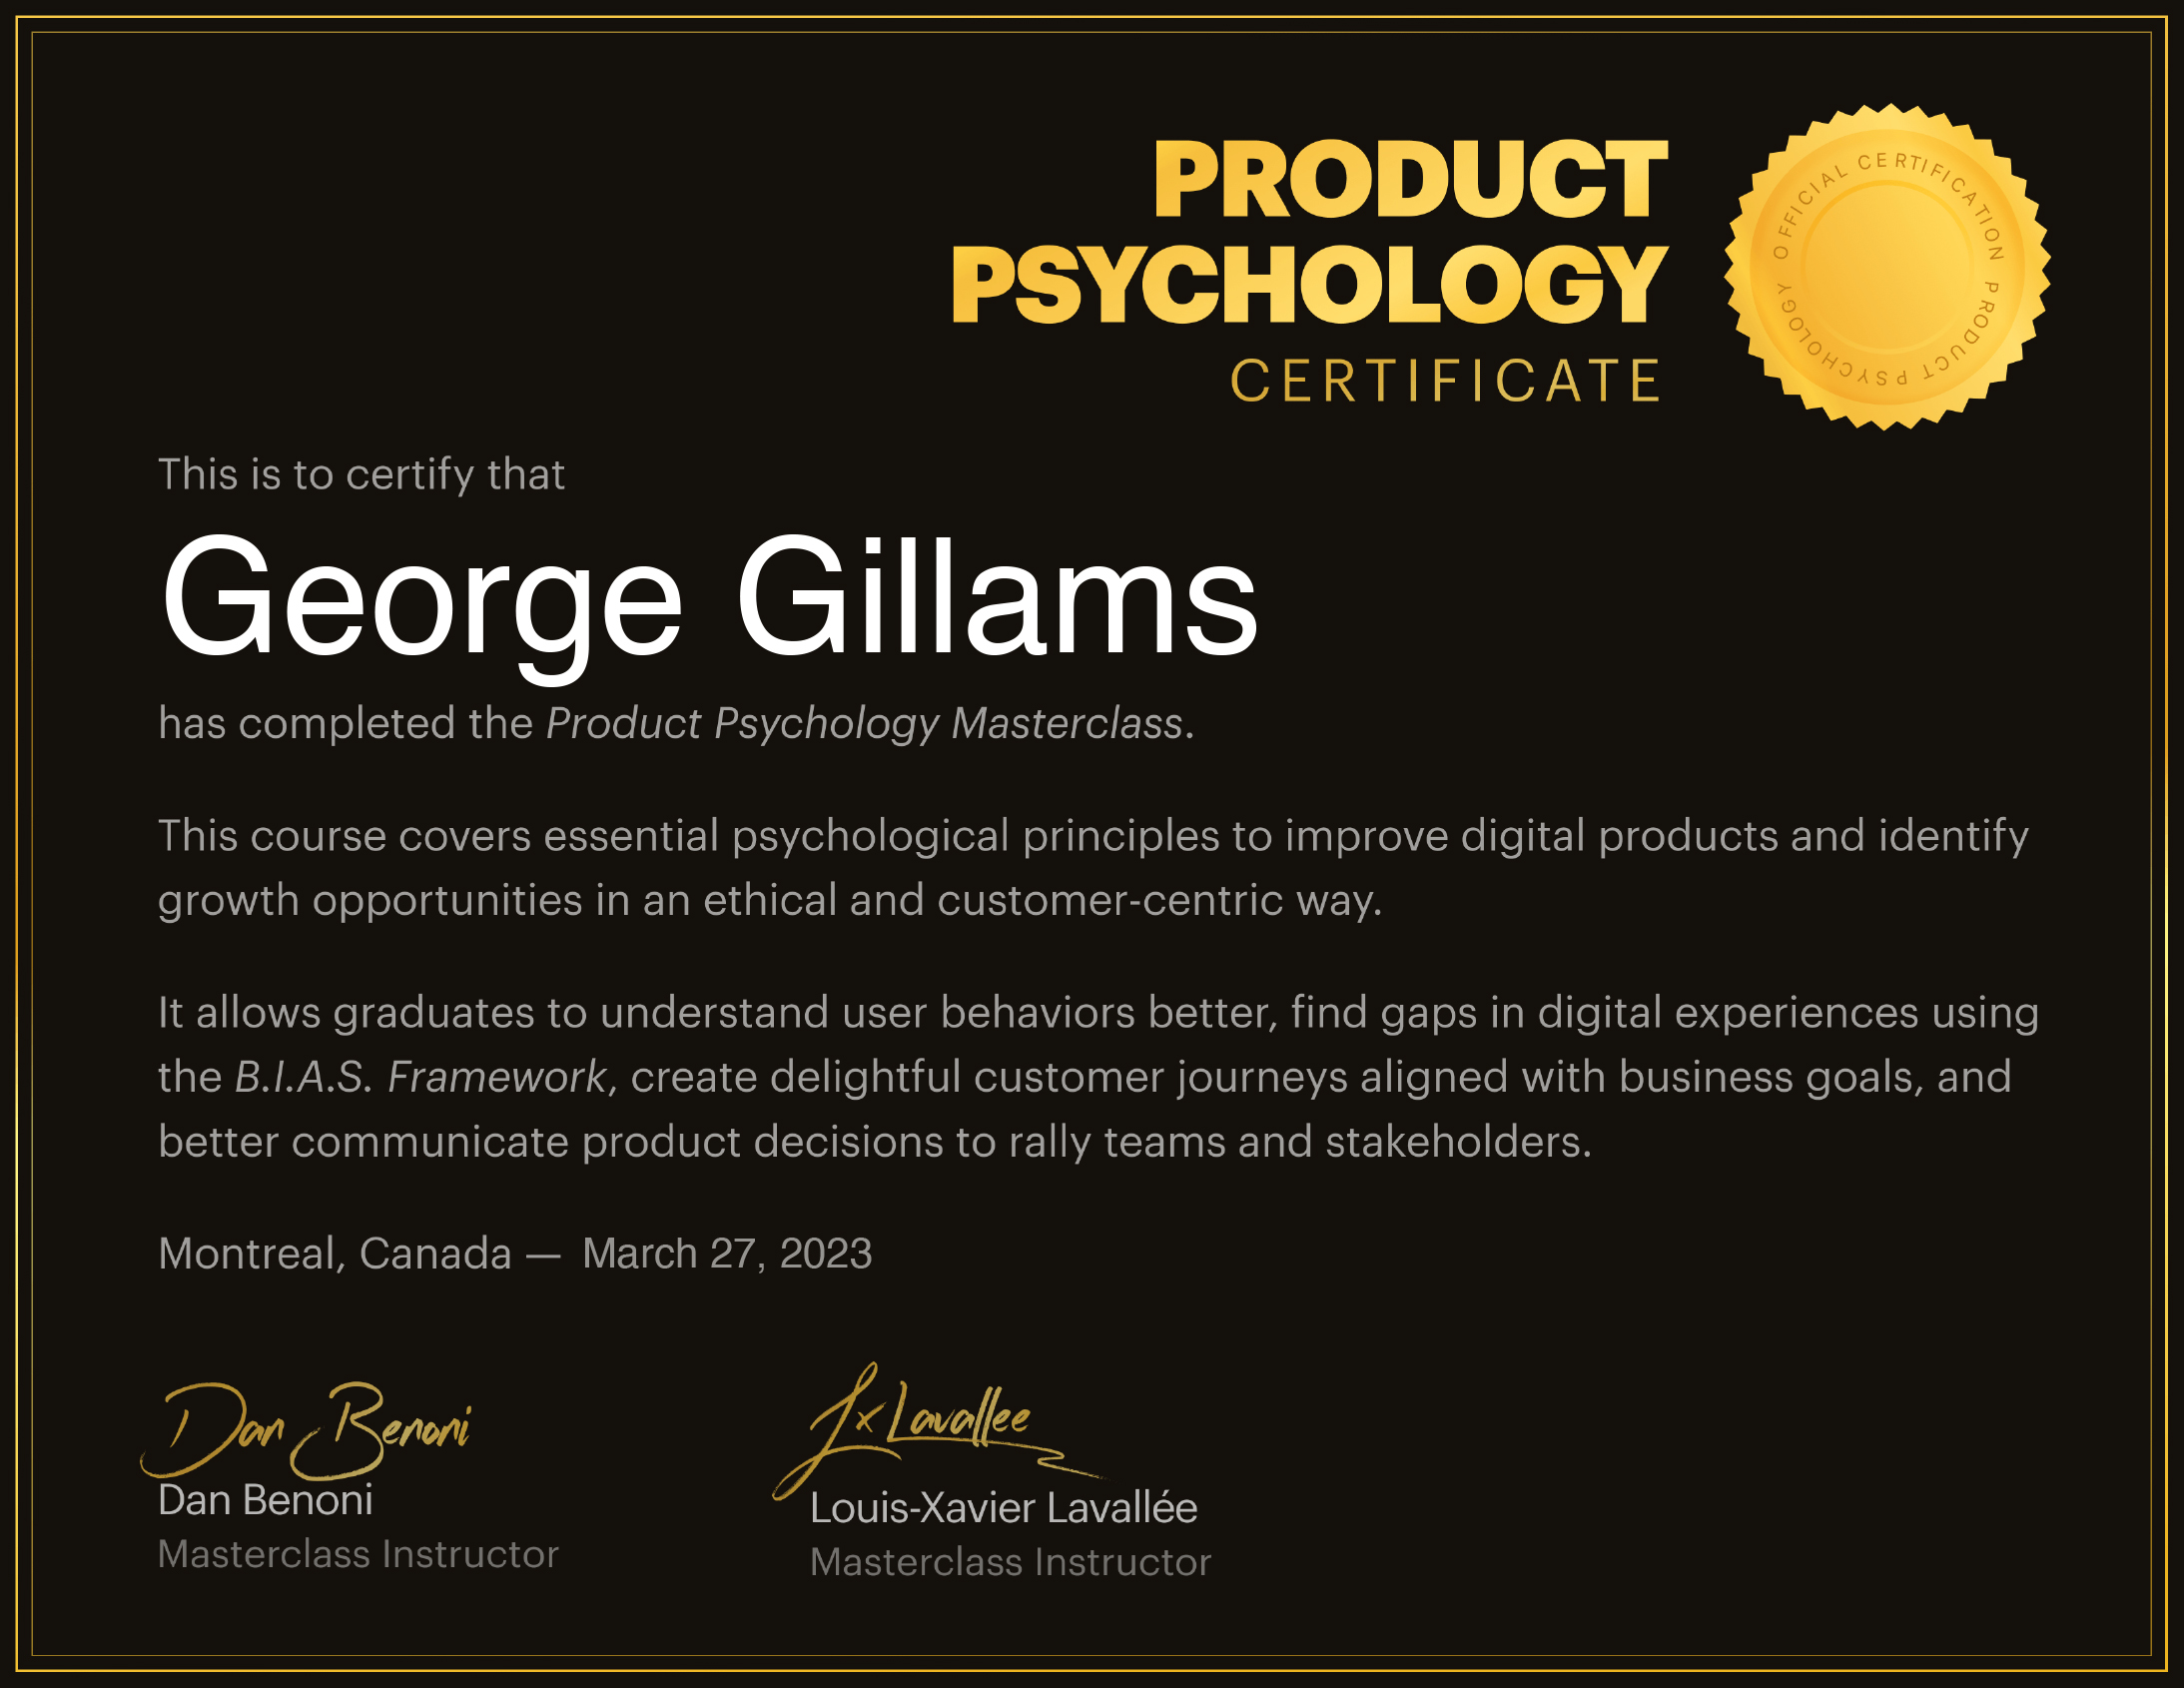 PRODUCT
PSYCHOLOGY
CERTIFICATE
OFFICIAL CERTIFICATION
PRODUCT PSYCHOLOGY
This is to certify that
George Gillams
has completed the Product Psychology Masterclass.
This course covers essential psychological principles to improve digital products and identify
growth opportunities in an ethical and customer-centric way.
It allows graduates to understand user behaviors better, find gaps in digital experiences using
the B.I.A.S. Framework, create delightful customer journeys aligned with business goals, and
better communicate product decisions to rally teams and stakeholders.
Montreal, Canada — March 27, 2023
Dan Benoni
Dan Benoni
Masterclass Instructor
Lx Lavallee
Louis-Xavier Lavallée
Masterclass Instructor